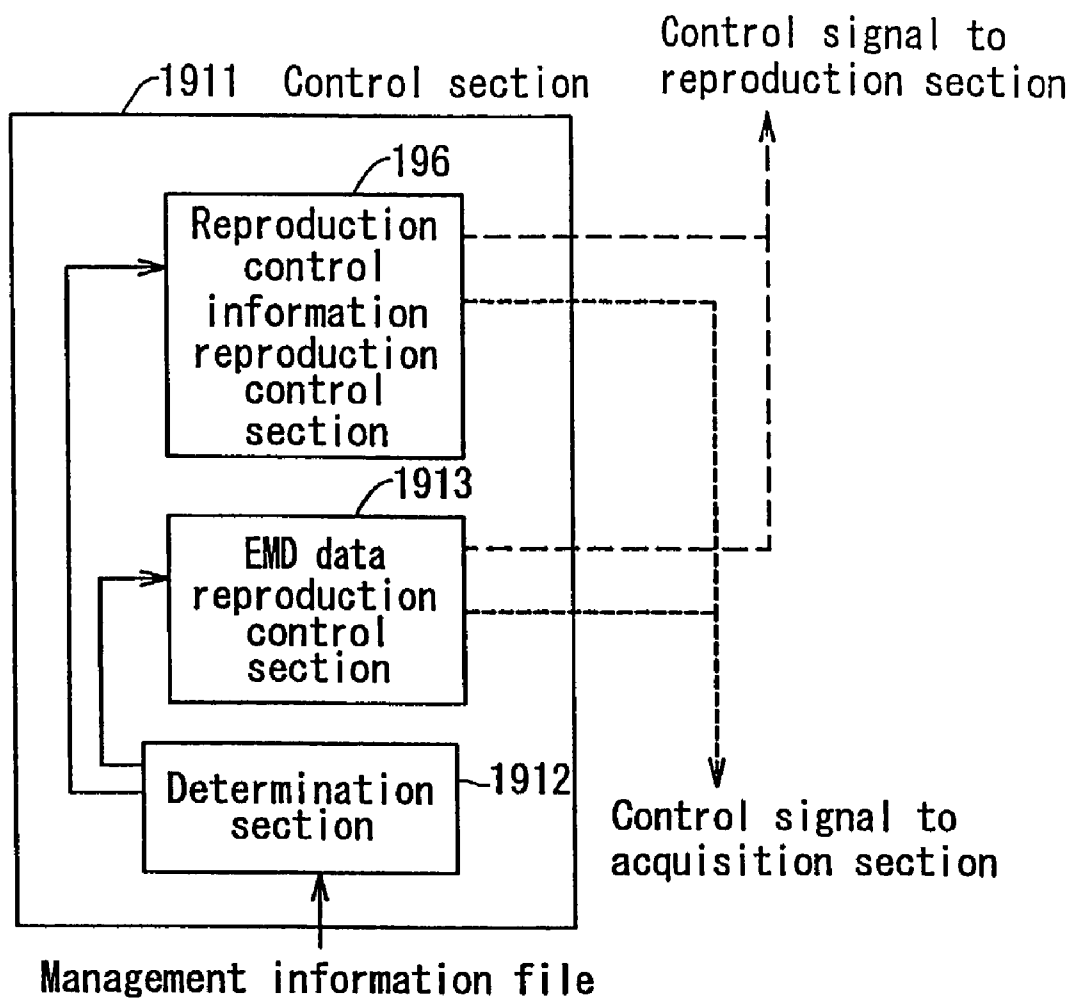 Control signal to
reproduction section
1911 Control section
196
Reproduction
control
information
reproduction
control
section
1913
EMD data
reproduction
control
section
Determination
section
1912
Control signal to
acquisition section
Management information file